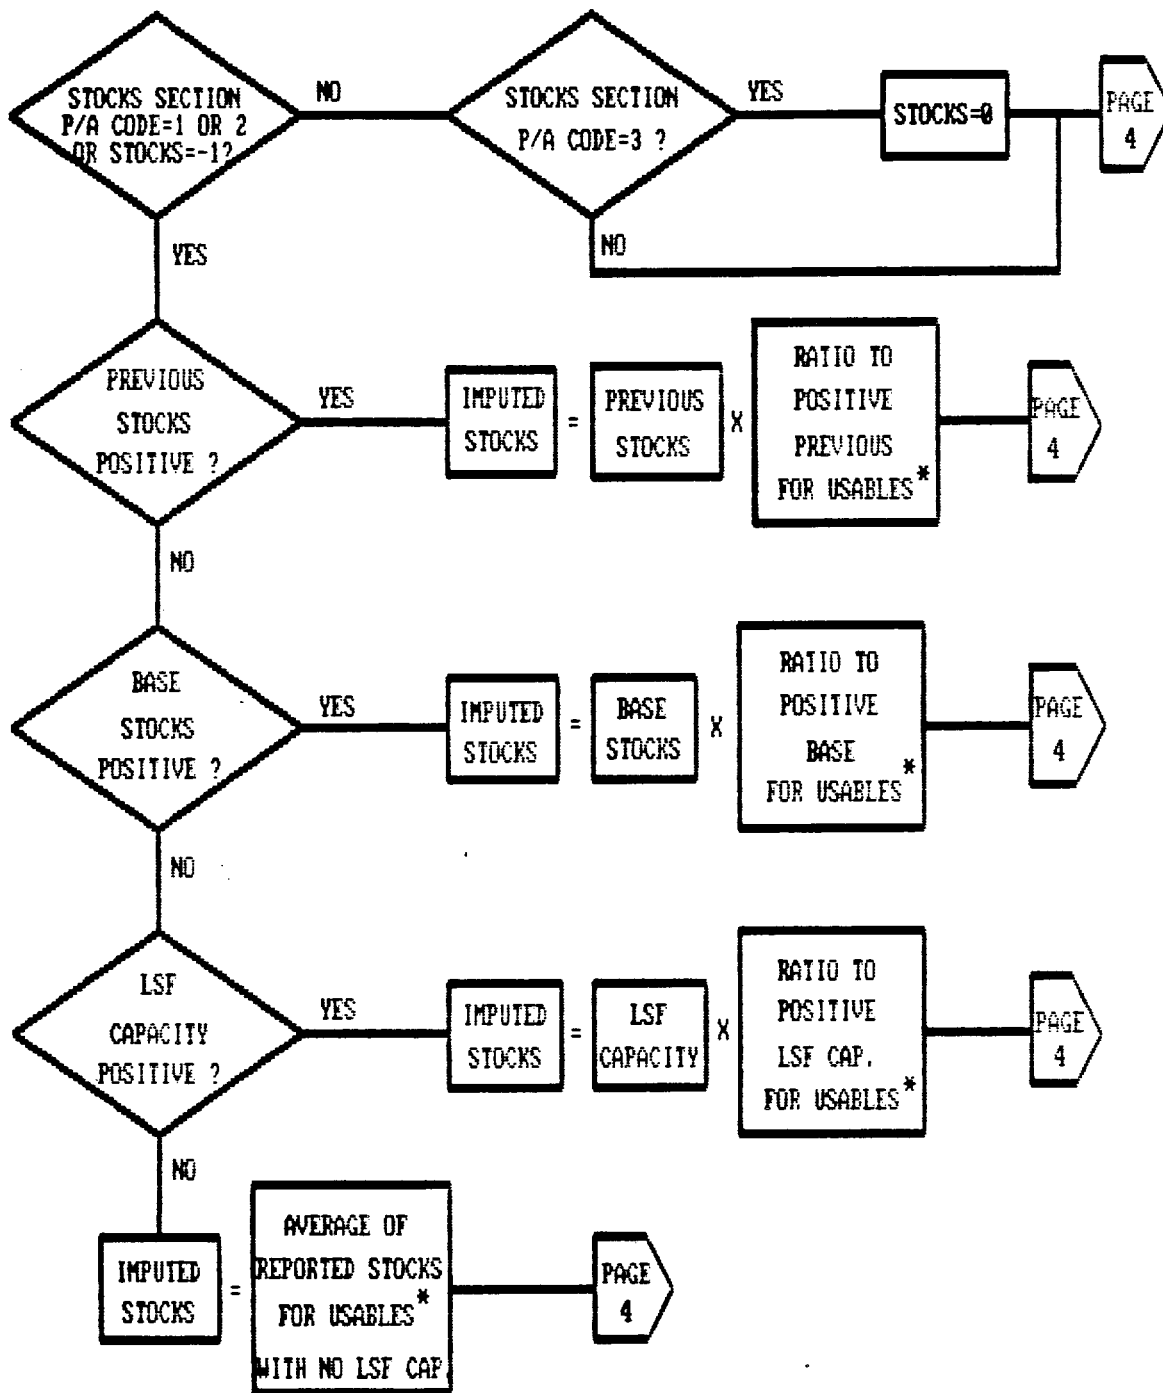 STOCKS SECTION
P/A CODE=1 OR 2
OR STOCKS=-1?
NO
STOCKS SECTION
P/A CODE=3 ?
YES
STOCKS=0
PAGE
4
NO
YES
PREVIOUS
STOCKS
POSITIVE ?
YES
IMPUTED
STOCKS
=
PREVIOUS
STOCKS
X
RATIO TO
POSITIVE
PREVIOUS
FOR USABLES*
PAGE
4
NO
BASE
STOCKS
POSITIVE ?
YES
IMPUTED
STOCKS
=
BASE
STOCKS
X
RATIO TO
POSITIVE
BASE
FOR USABLES*
PAGE
4
NO
LSF
CAPACITY
POSITIVE ?
YES
IMPUTED
STOCKS
=
LSF
CAPACITY
X
RATIO TO
POSITIVE
LSF CAP.
FOR USABLES*
PAGE
4
NO
IMPUTED
STOCKS
=
AVERAGE OF
REPORTED STOCKS
FOR USABLES*
WITH NO LSF CAP.
PAGE
4